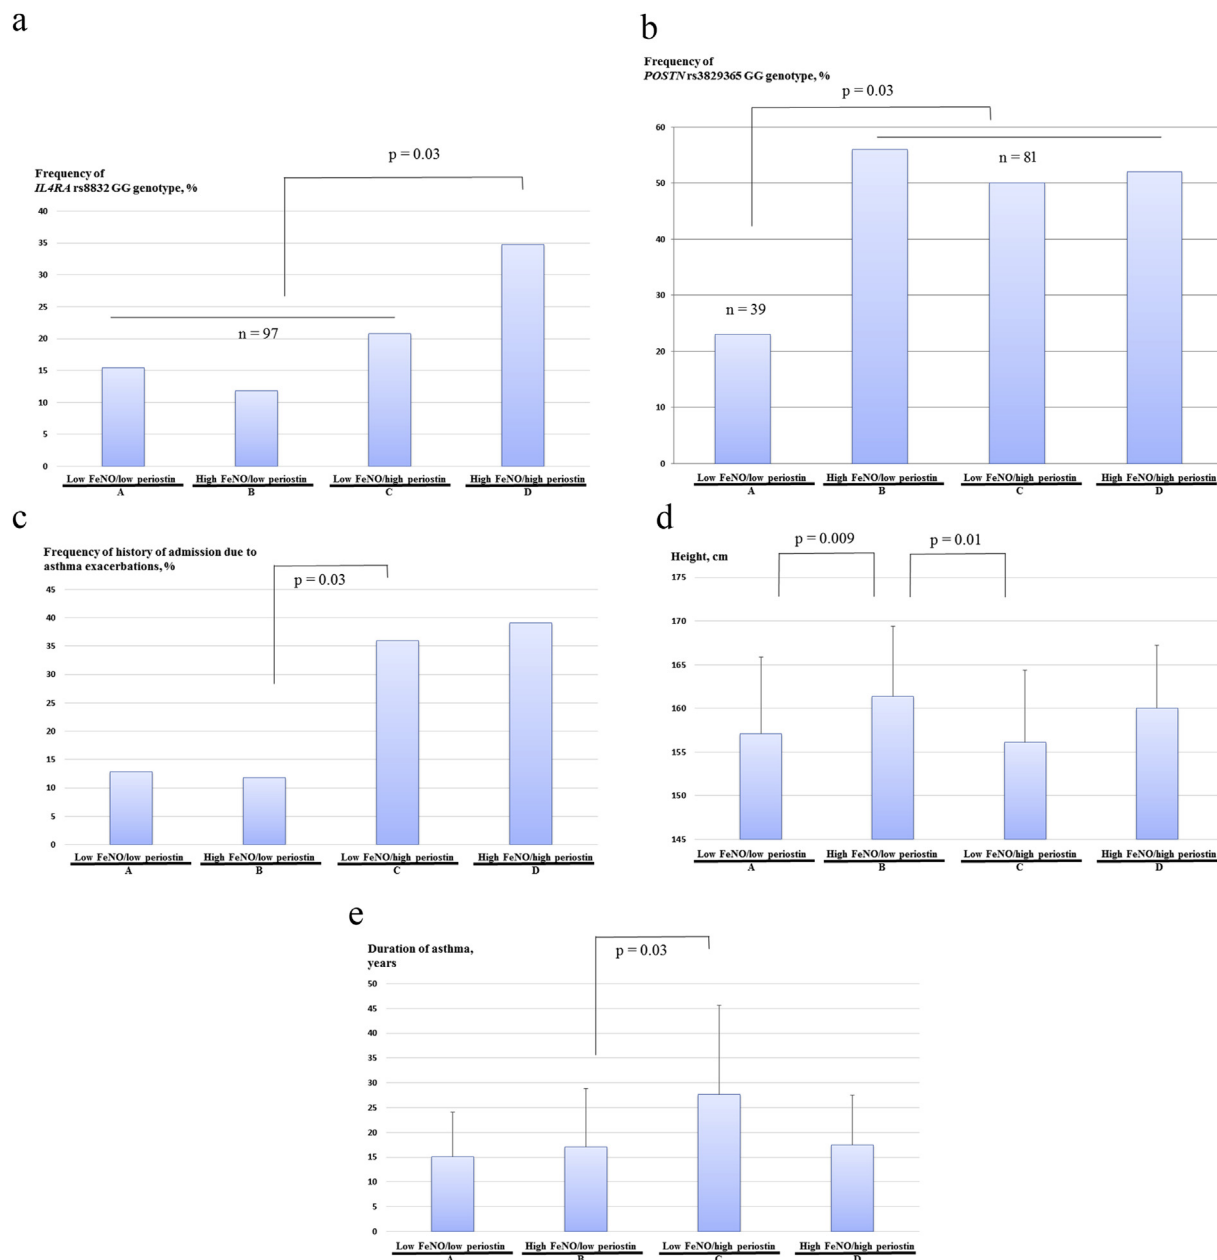 a
Frequency of
IL4RA rs8832 GG genotype, %
p = 0.03
n = 97
40
35
30
25
20
15
10
5
0
Low FeNO/low periostin
High FeNO/low periostin
Low FeNO/high periostin
High FeNO/high periostin
A
B
C
D
b
Frequency of
POSTN rs3829365 GG genotype, %
p = 0.03
n = 81
n = 39
60
50
40
30
20
10
0
Low FeNO/low periostin
High FeNO/low periostin
Low FeNO/high periostin
High FeNO/high periostin
A
B
C
D
c
Frequency of history of admission due to
asthma exacerbations, %
p = 0.03
45
40
35
30
25
20
15
10
5
0
Low FeNO/low periostin
High FeNO/low periostin
Low FeNO/high periostin
High FeNO/high periostin
A
B
C
D
d
Height, cm
p = 0.009
p = 0.01
175
170
165
160
155
150
145
Low FeNO/low periostin
High FeNO/low periostin
Low FeNO/high periostin
High FeNO/high periostin
A
B
C
D
e
Duration of asthma,
years
p = 0.03
50
45
40
35
30
25
20
15
10
5
0
Low FeNO/low periostin
High FeNO/low periostin
Low FeNO/high periostin
High FeNO/high periostin
A
B
C
D